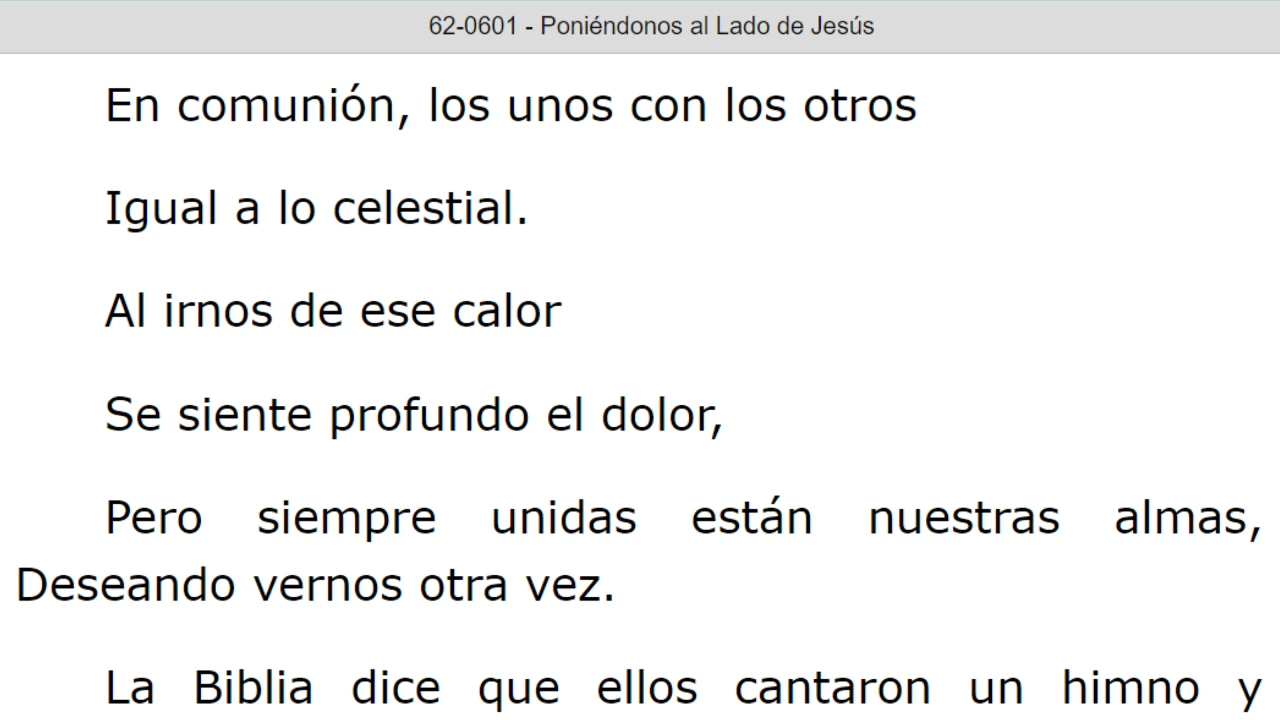 62-0601 - Poniéndonos al Lado de Jesús
En comunión, los unos con los otros
Igual a lo celestial.
Al irnos de ese calor
Se siente profundo el dolor,
Pero siempre unidas están nuestras almas,
Deseando vernos otra vez.
La Biblia dice que ellos cantaron un himno y